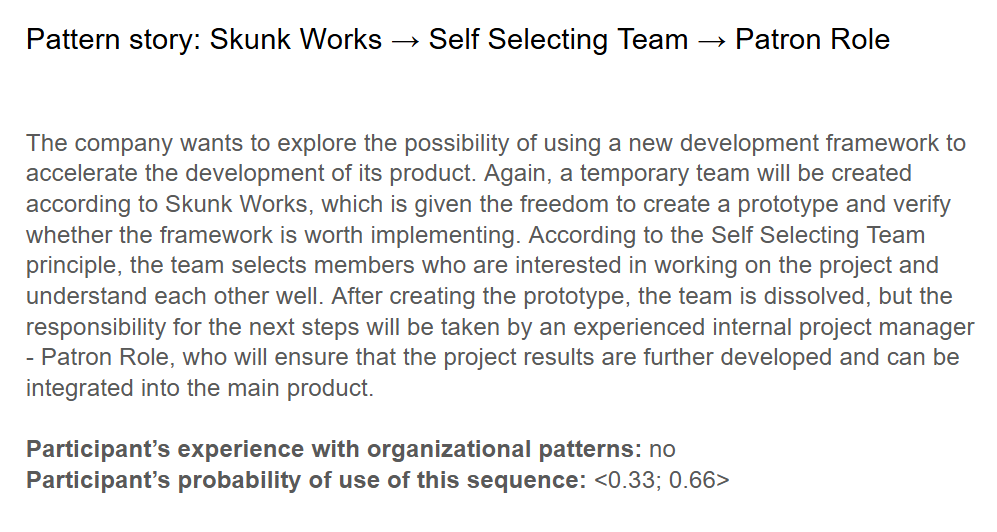 Pattern story: Skunk Works → Self Selecting Team → Patron Role
The company wants to explore the possibility of using a new development framework to
accelerate the development of its product. Again, a temporary team will be created
according to Skunk Works, which is given the freedom to create a prototype and verify
whether the framework is worth implementing. According to the Self Selecting Team
principle, the team selects members who are interested in working on the project and
understand each other well. After creating the prototype, the team is dissolved, but the
responsibility for the next steps will be taken by an experienced internal project manager
- Patron Role, who will ensure that the project results are further developed and can be
integrated into the main product.
Participant’s experience with organizational patterns: no
Participant’s probability of use of this sequence: <0.33; 0.66>